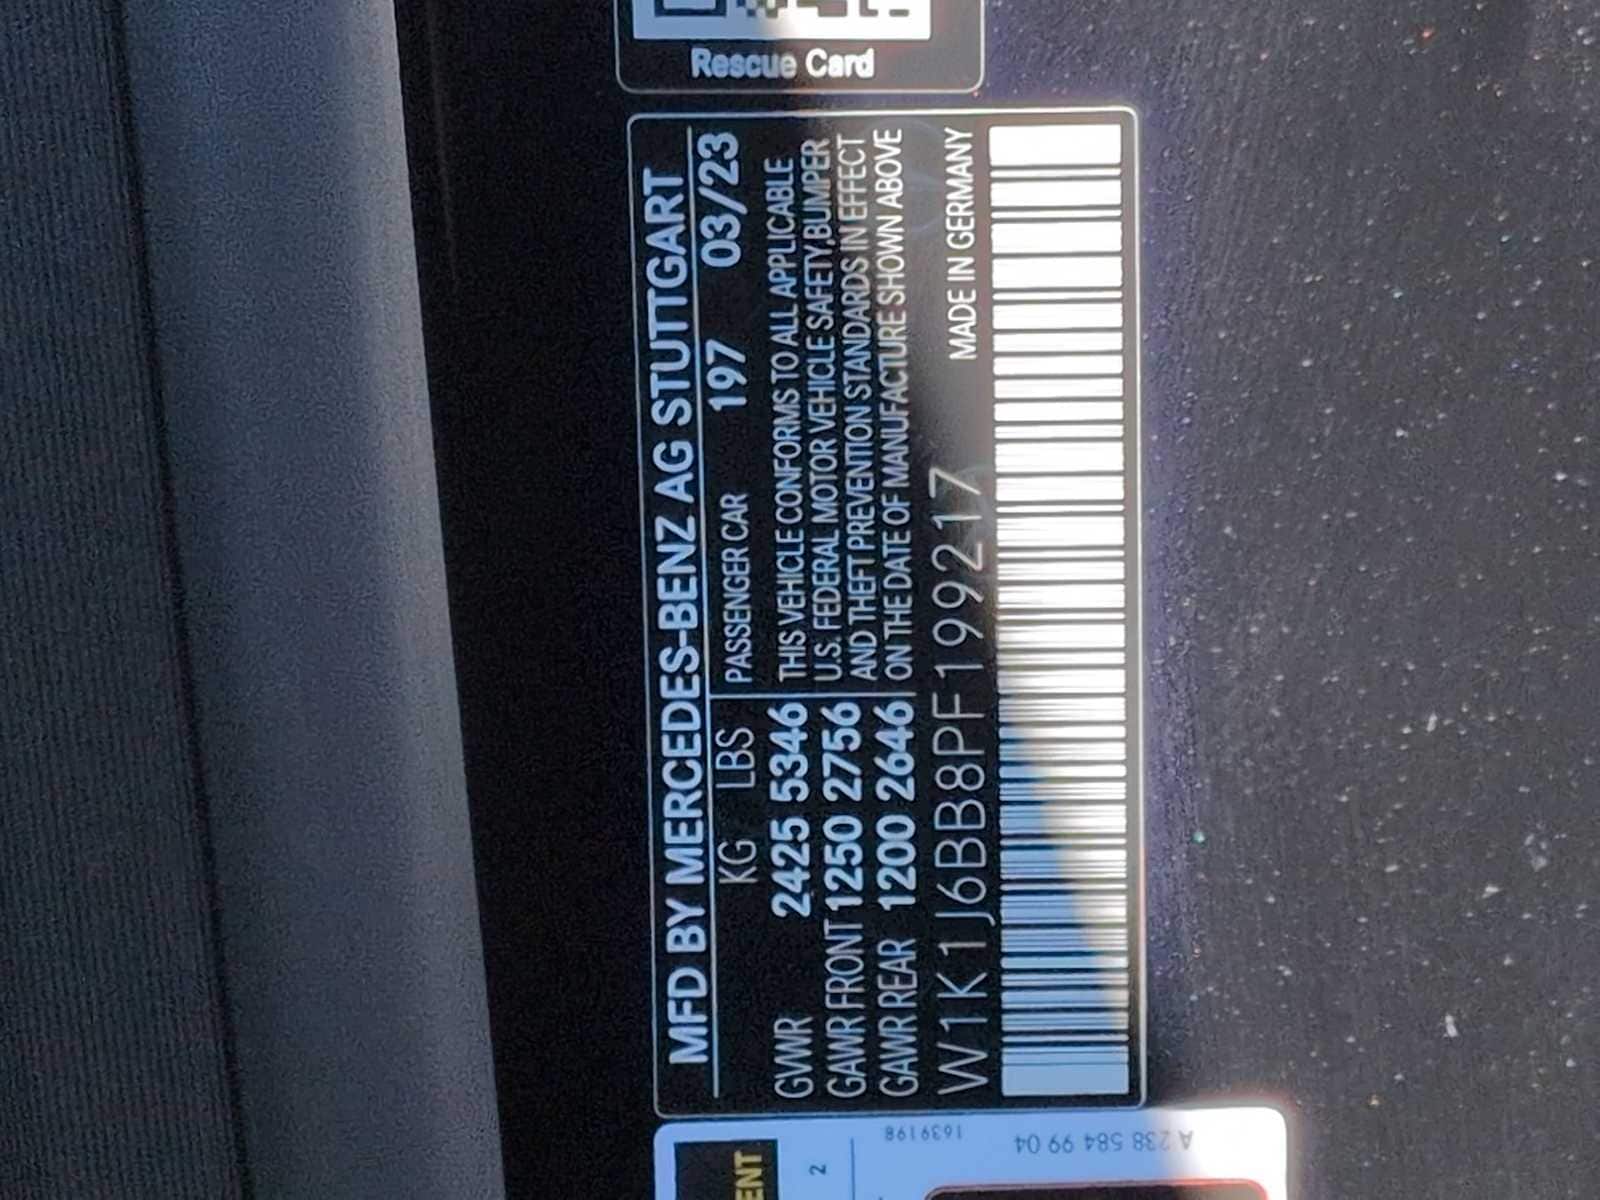 Rescue Card
MFD BY MERCEDES-BENZ AG STUTTGART
KG LBS PASSENGER CAR 197 03/23
GVWR 2425 5346
GAWR FRONT 1250 2756
GAWR REAR 1200 2646
THIS VEHICLE CONFORMS TO ALL APPLICABLE
U.S. FEDERAL MOTOR VEHICLE SAFETY,BUMPER
AND THEFT PREVENTION STANDARDS IN EFFECT
ON THE DATE OF MANUFACTURE SHOWN ABOVE
W1K1J6BB8PF199217
MADE IN GERMANY
ENT
2
1639198
A 238 584 99 04